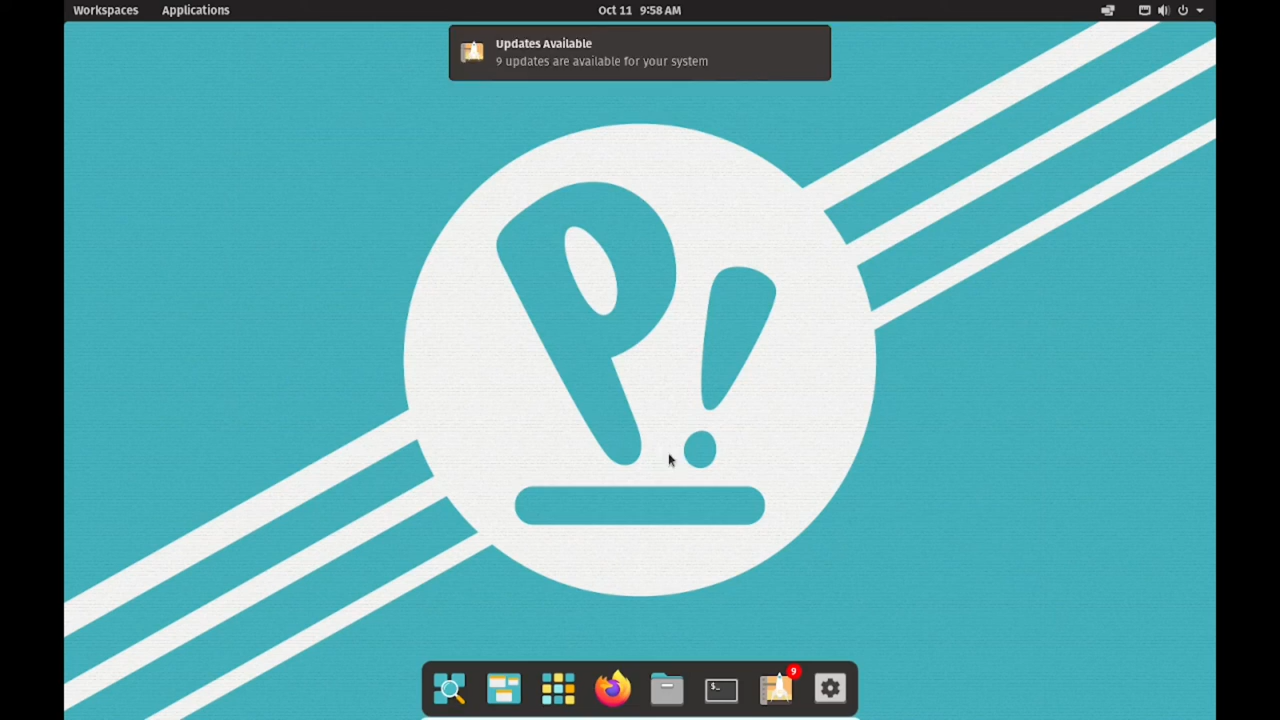 Workspaces Applications Oct 11 9:58 AM
Updates Available
9 updates are available for your system
P!
$_
9